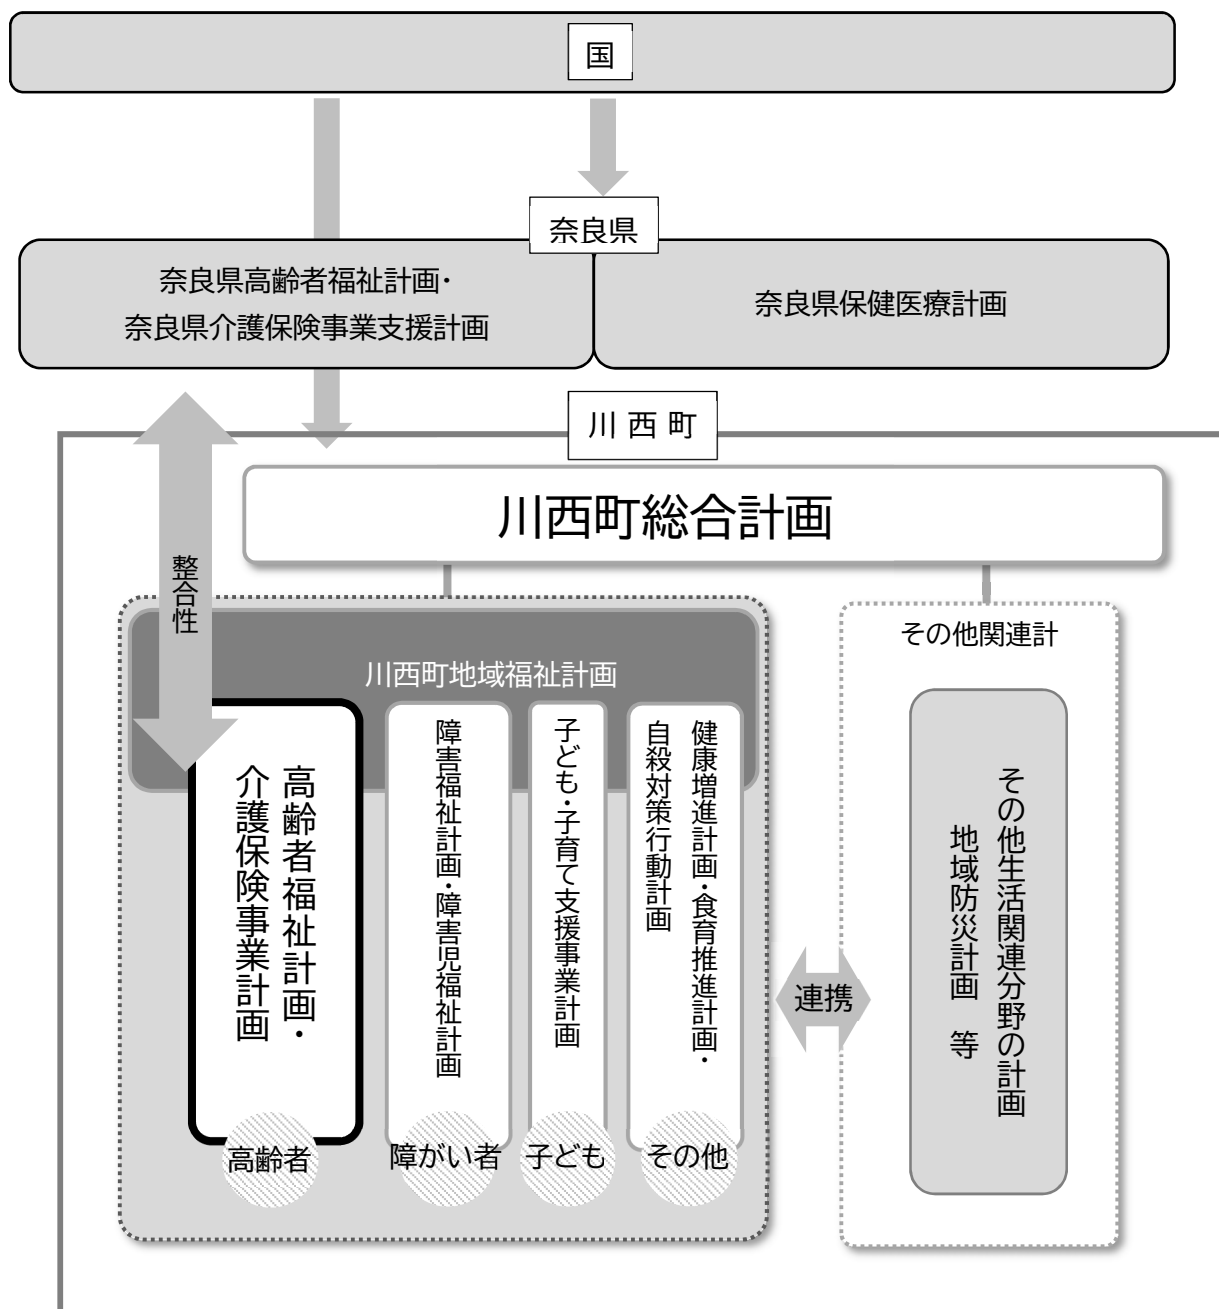 国
奈良県
奈良県高齢者福祉計画・
奈良県介護保険事業支援計画
奈良県保健医療計画
川 西 町
川西町総合計画
整合性
川西町地域福祉計画
その他関連計
高齢者福祉計画・
介護保険事業計画
障害福祉計画・障害児福祉計画
子ども・子育て支援事業計画
健康増進計画・食育推進計画・
自殺対策行動計画
その他生活関連分野の計画
地域防災計画　等
連携
高齢者
障がい者
子ども
その他